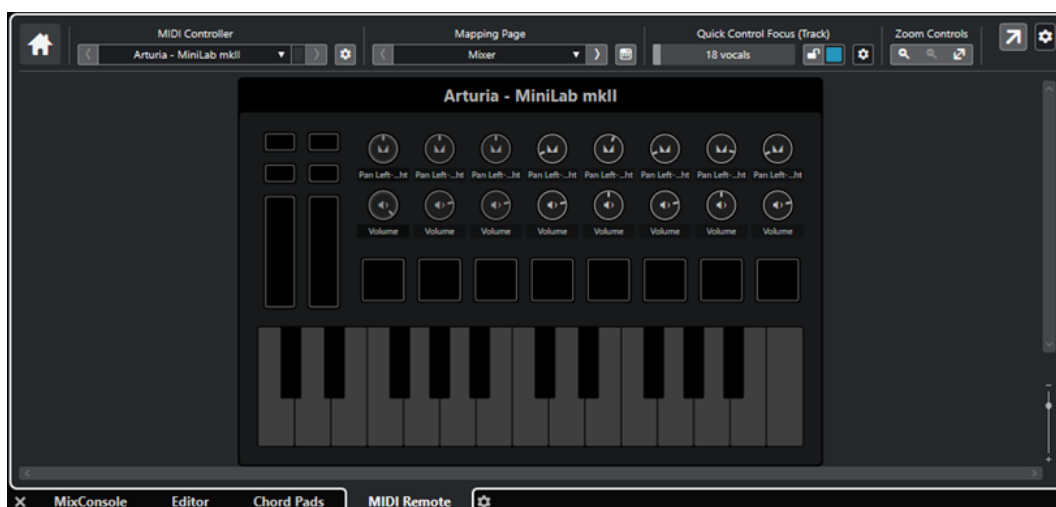 MIDI Controller
Mapping Page
Quick Control Focus (Track)
Zoom Controls
Arturia - MiniLab mkII
Mixer
18 vocals
Arturia - MiniLab mkII
Pan Left-...ht Pan Left-...ht Pan Left-...ht Pan Left-...ht Pan Left-...ht Pan Left-...ht Pan Left-...ht Pan Left-...ht
Volume Volume Volume Volume Volume Volume Volume Volume
MixConsole Editor Chord Pads MIDI Remote